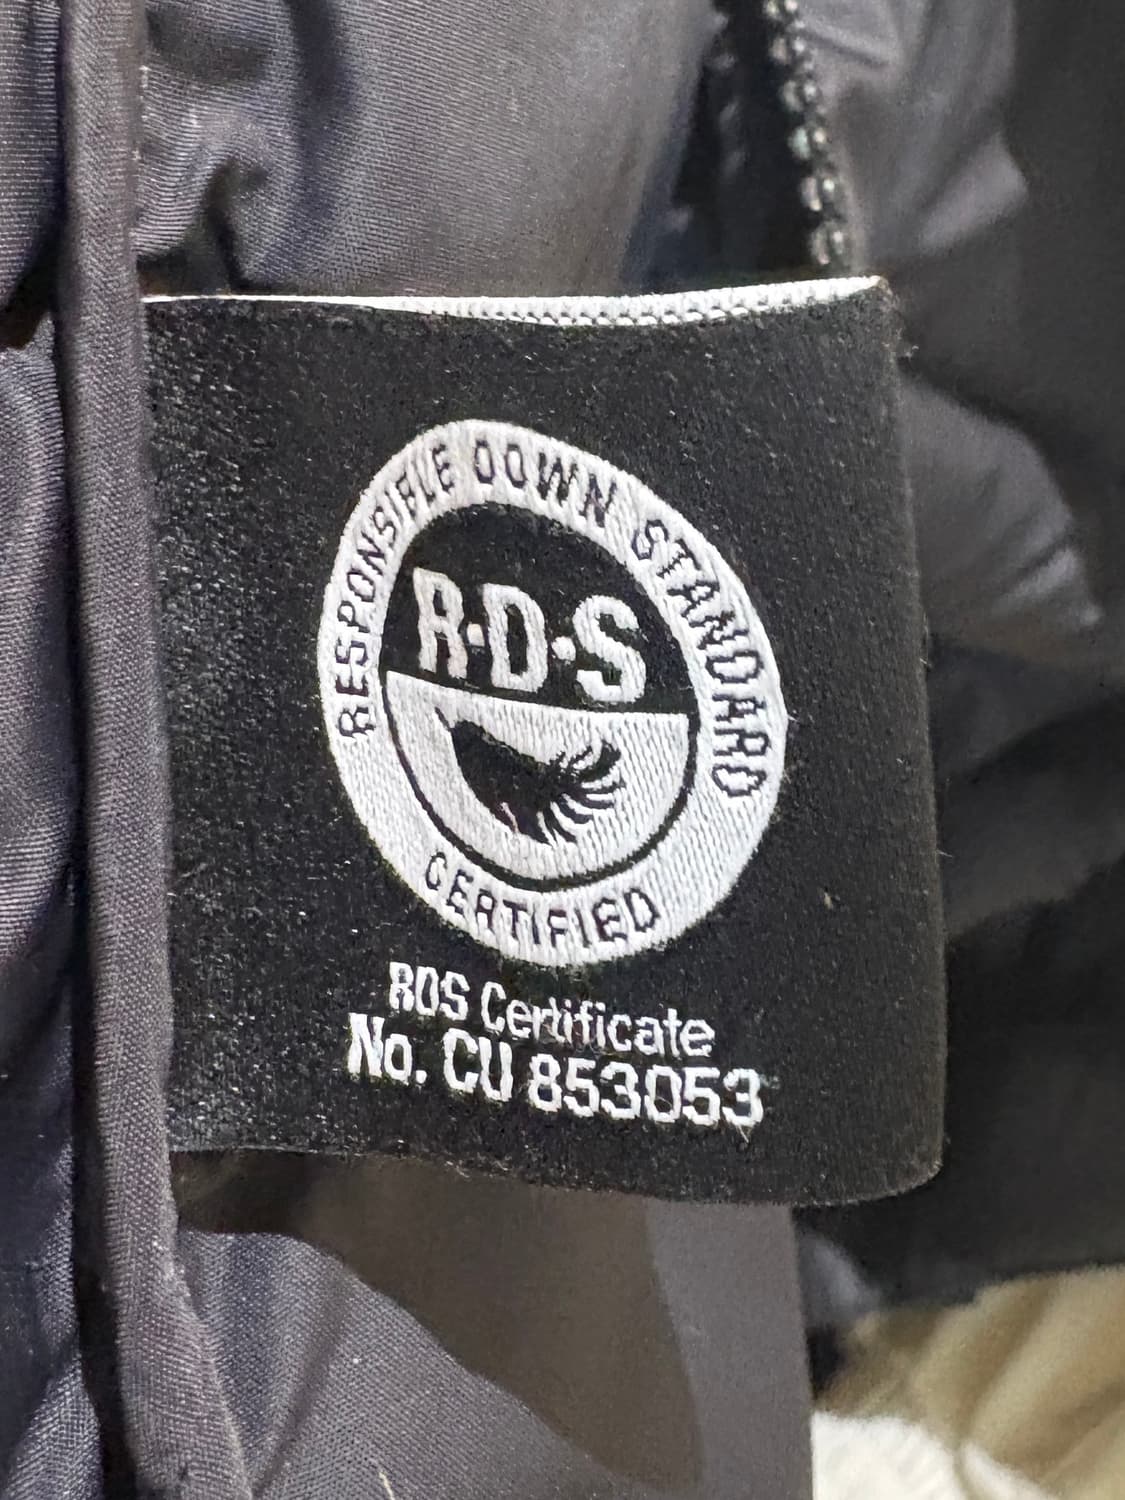 RESPONSIBLE DOWN STANDARD
R·D·S
CERTIFIED
RDS Certificate
No. CU 853053